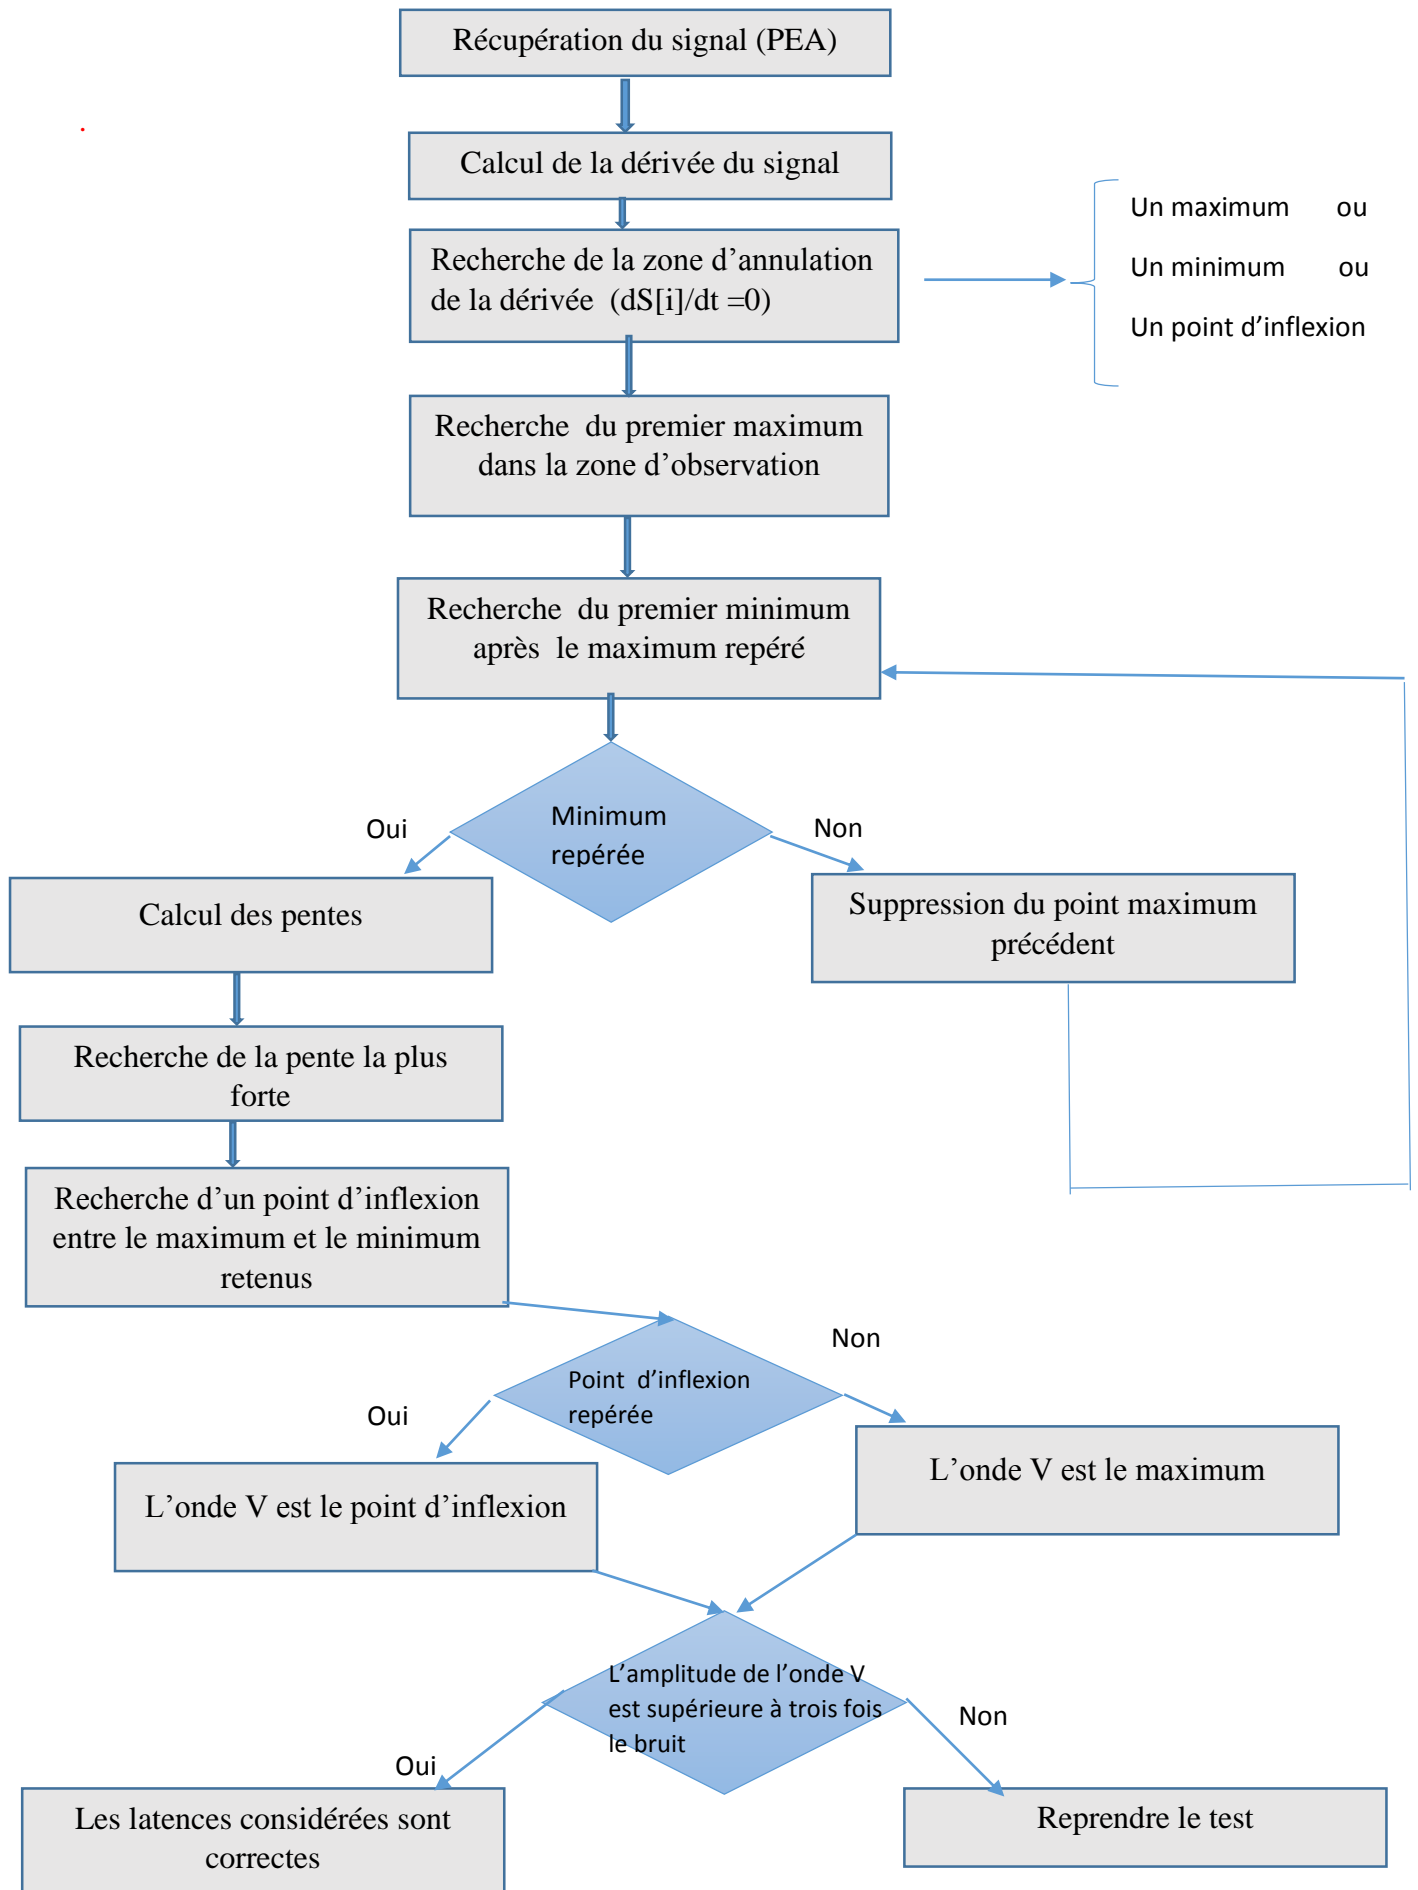 Récupération du signal (PEA)
Calcul de la dérivée du signal
Recherche de la zone d’annulation
de la dérivée (dS[i]/dt =0)
Un maximum ou
Un minimum ou
Un point d’inflexion
Recherche du premier maximum
dans la zone d’observation
Recherche du premier minimum
après le maximum repéré
Minimum
repérée
Oui
Non
Calcul des pentes
Suppression du point maximum
précédent
Recherche de la pente la plus
forte
Recherche d’un point d’inflexion
entre le maximum et le minimum
retenus
Point d’inflexion
repérée
Non
Oui
L’onde V est le maximum
L’onde V est le point d’inflexion
L’amplitude de l’onde V
est supérieure à trois fois
le bruit
Non
Oui
Les latences considérées sont
correctes
Reprendre le test